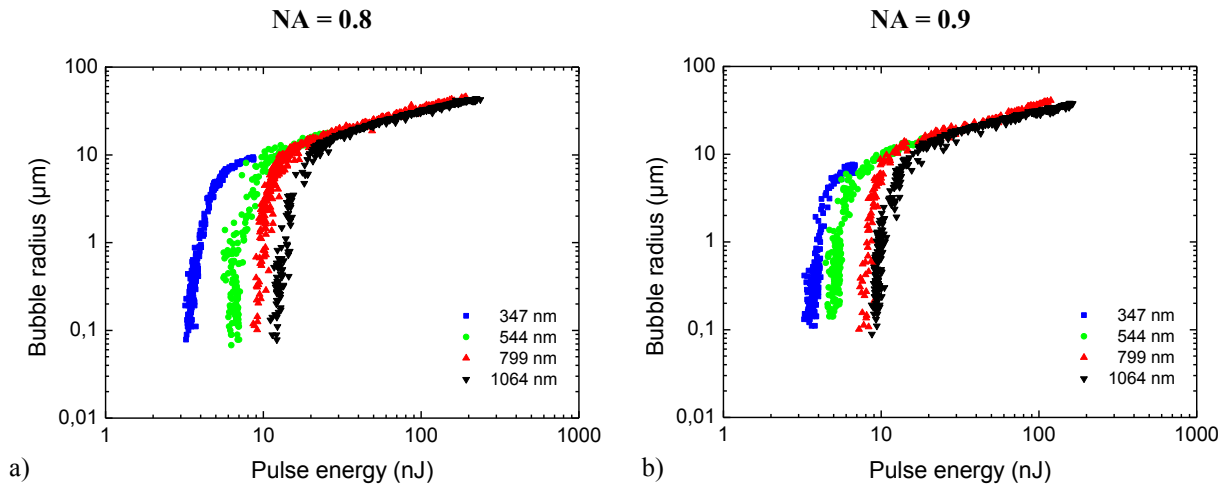 NA = 0.8
NA = 0.9
100
10
1
0,1
0,01
1
10
100
1000
Bubble radius (µm)
Pulse energy (nJ)
347 nm
544 nm
799 nm
1064 nm
a)
100
10
1
0,1
0,01
1
10
100
1000
Bubble radius (µm)
Pulse energy (nJ)
347 nm
544 nm
799 nm
1064 nm
b)